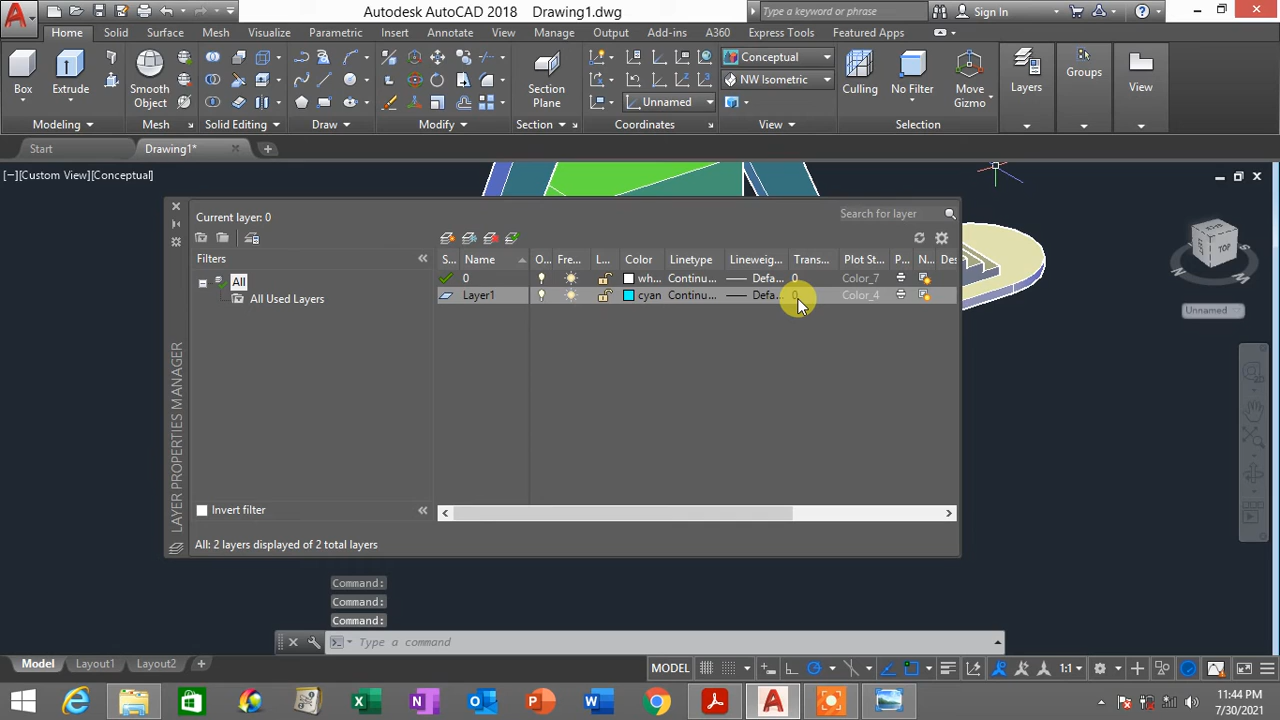 Autodesk AutoCAD 2018 Drawing1.dwg
Type a keyword or phrase
Sign In
Home Solid Surface Mesh Visualize Parametric Insert Annotate View Manage Output Add-ins A360 Express Tools Featured Apps
Box
Extrude
Smooth Object
Section Plane
Unnamed
Conceptual
NW Isometric
Culling
No Filter
Move Gizmo
Layers
Groups
View
Modeling Mesh Solid Editing Draw Modify Section Coordinates View Selection
Start Drawing1*
[−][Custom View][Conceptual]
Current layer: 0
Search for layer
Filters
S... Name O... Fre... L... Color Linetype Lineweig... Trans... Plot St... P... N... De
All
0 wh... Continu... Defa... 0 Color_7
All Used Layers
Layer1 cyan Continu... Defa... 0 Color_4
Invert filter
All: 2 layers displayed of 2 total layers
LAYER PROPERTIES MANAGER
TOP
N
Unnamed
Command:
Command:
Command:
Type a command
Model Layout1 Layout2
MODEL
1:1
11:44 PM
7/30/2021